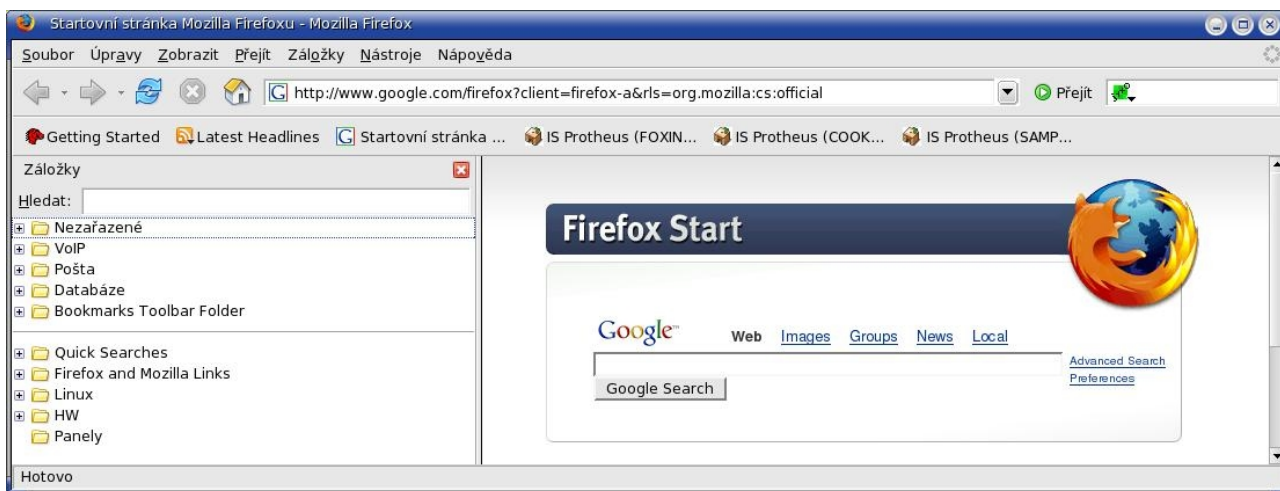 Startovní stránka Mozilla Firefoxu - Mozilla Firefox
Soubor Úpravy Zobrazit Přejít Záložky Nástroje Nápověda
http://www.google.com/firefox?client=firefox-a&rls=org.mozilla:cs:official Přejít
Getting Started Latest Headlines Startovní stránka ... IS Protheus (FOXIN... IS Protheus (COOK... IS Protheus (SAMP...
Záložky
Hledat:
Nezařazené
VoIP
Pošta
Databáze
Bookmarks Toolbar Folder
Quick Searches
Firefox and Mozilla Links
Linux
HW
Panely
Firefox Start
Google™ Web Images Groups News Local
Advanced Search
Preferences
Google Search
Hotovo